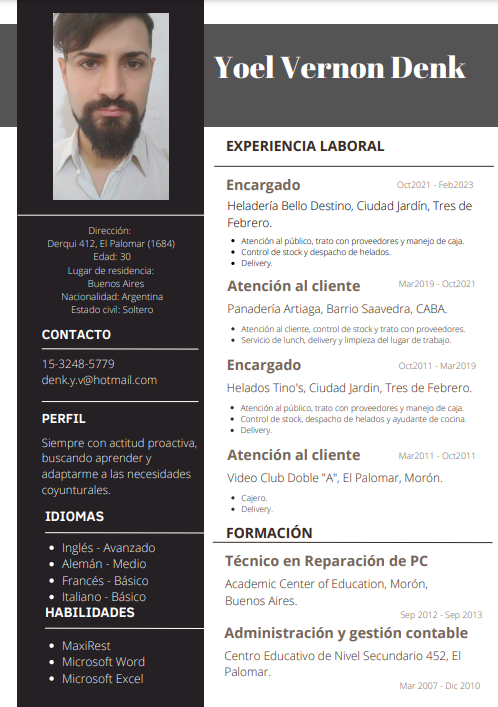 Yoel Vernon Denk
Dirección:
Derqui 412, El Palomar (1684)
Edad: 30
Lugar de residencia:
Buenos Aires
Nacionalidad: Argentina
Estado civil: Soltero
CONTACTO
15-3248-5779
denk.y.v@hotmail.com
PERFIL
Siempre con actitud proactiva,
buscando aprender y
adaptarme a las necesidades
coyunturales.
IDIOMAS
Inglés - Avanzado
Alemán - Medio
Francés - Básico
Italiano - Básico
HABILIDADES
MaxiRest
Microsoft Word
Microsoft Excel
EXPERIENCIA LABORAL
Encargado Oct2021 - Feb2023
Heladería Bello Destino, Ciudad Jardín, Tres de
Febrero.
Atención al público, trato con proveedores y manejo de caja.
Control de stock y despacho de helados.
Delivery.
Atención al cliente Mar2019 - Oct2021
Panadería Artiaga, Barrio Saavedra, CABA.
Atención al cliente, control de stock y trato con proveedores.
Servicio de lunch, delivery y limpieza del lugar de trabajo.
Encargado Oct2011 - Mar2019
Helados Tino's, Ciudad Jardin, Tres de Febrero.
Atención al público, trato con proveedores y manejo de caja.
Control de stock, despacho de helados y ayudante de cocina.
Delivery.
Atención al cliente Mar2011 - Oct2011
Video Club Doble "A", El Palomar, Morón.
Cajero.
Delivery.
FORMACIÓN
Técnico en Reparación de PC
Academic Center of Education, Morón,
Buenos Aires.
Sep 2012 - Sep 2013
Administración y gestión contable
Centro Educativo de Nivel Secundario 452, El
Palomar.
Mar 2007 - Dic 2010